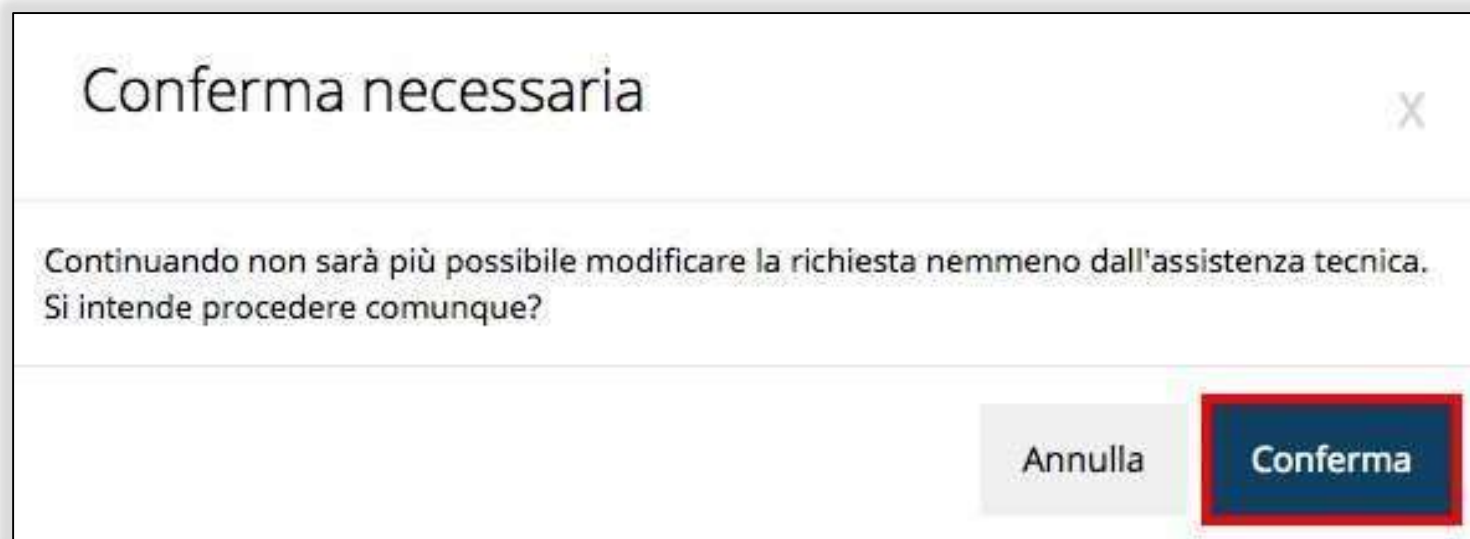 Conferma necessaria
X
Continuando non sarà più possibile modificare la richiesta nemmeno dall'assistenza tecnica.
Si intende procedere comunque?
Annulla
Conferma